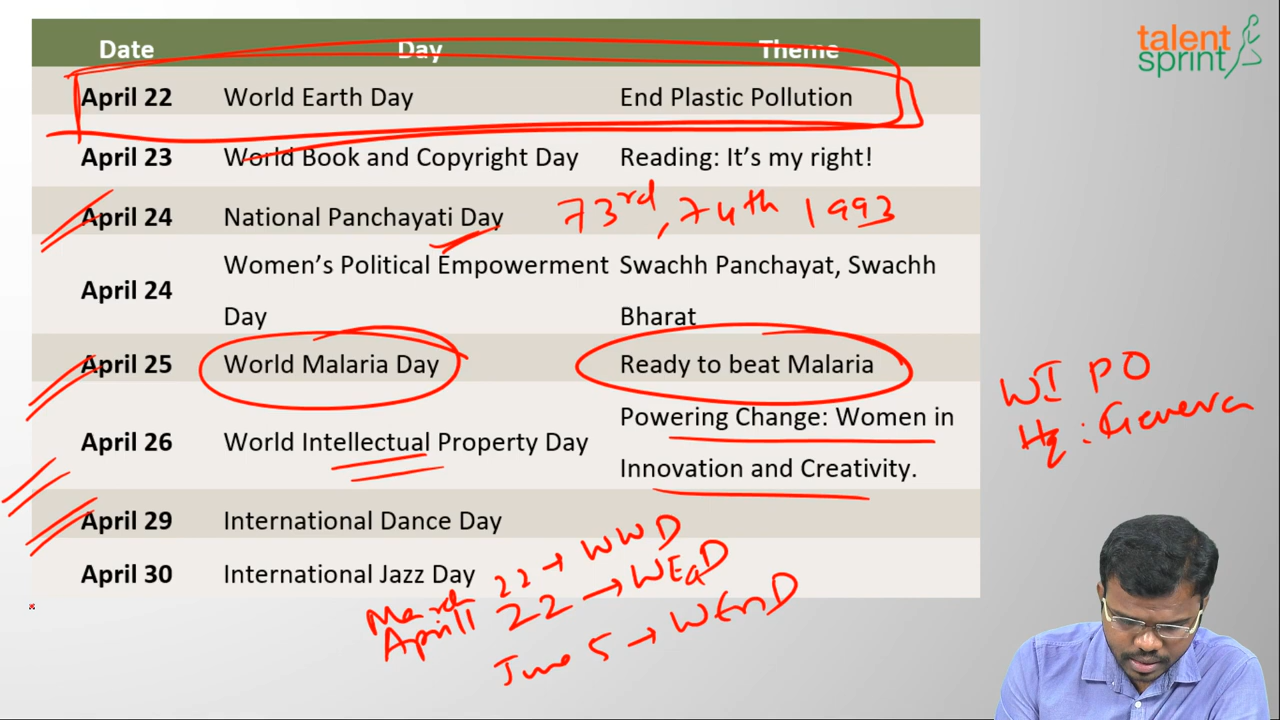 talent
sprint
Date Day Theme
April 22 World Earth Day End Plastic Pollution
April 23 World Book and Copyright Day Reading: It’s my right!
April 24 National Panchayati Day 73rd, 74th 1993
April 24 Women’s Political Empowerment Day Swachh Panchayat, Swachh Bharat
April 25 World Malaria Day Ready to beat Malaria
April 26 World Intellectual Property Day Powering Change: Women in Innovation and Creativity.
WIPO
Hq: Geneva
April 29 International Dance Day
April 30 International Jazz Day
March 22 → WWD
April 22 → WEaD
June 5 → WEnD